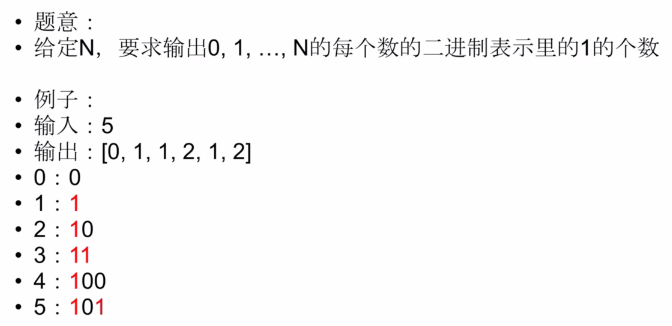 • 题意：
• 给定N，要求输出0, 1, …, N的每个数的二进制表示里的1的个数
• 例子：
• 输入：5
• 输出：[0, 1, 1, 2, 1, 2]
• 0：0
• 1：1
• 2：10
• 3：11
• 4：100
• 5：101